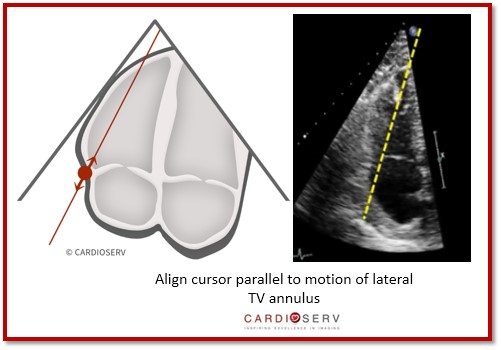 © CARDIOSERV
Align cursor parallel to motion of lateral
TV annulus
CARDIOSERV
INSPIRING EXCELLENCE IN IMAGING